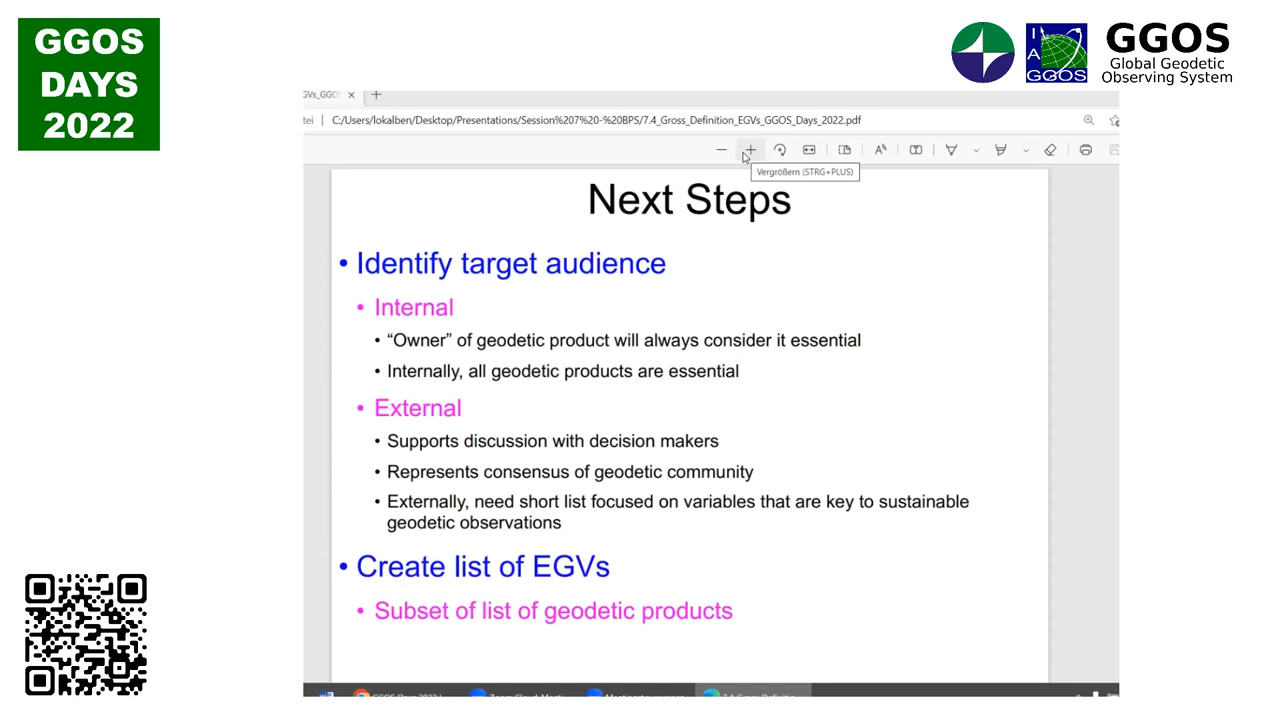 GGOS
DAYS
2022
I
A
GGOS
GGOS
Global Geodetic
Observing System
C:/Users/lokalben/Desktop/Presentations/Session%207%20-%20BPS/7.4_Gross_Definition_EGVs_GGOS_Days_2022.pdf
Vergrößern (STRG+PLUS)
Next Steps
• Identify target audience
• Internal
• “Owner” of geodetic product will always consider it essential
• Internally, all geodetic products are essential
• External
• Supports discussion with decision makers
• Represents consensus of geodetic community
• Externally, need short list focused on variables that are key to sustainable
geodetic observations
• Create list of EGVs
• Subset of list of geodetic products